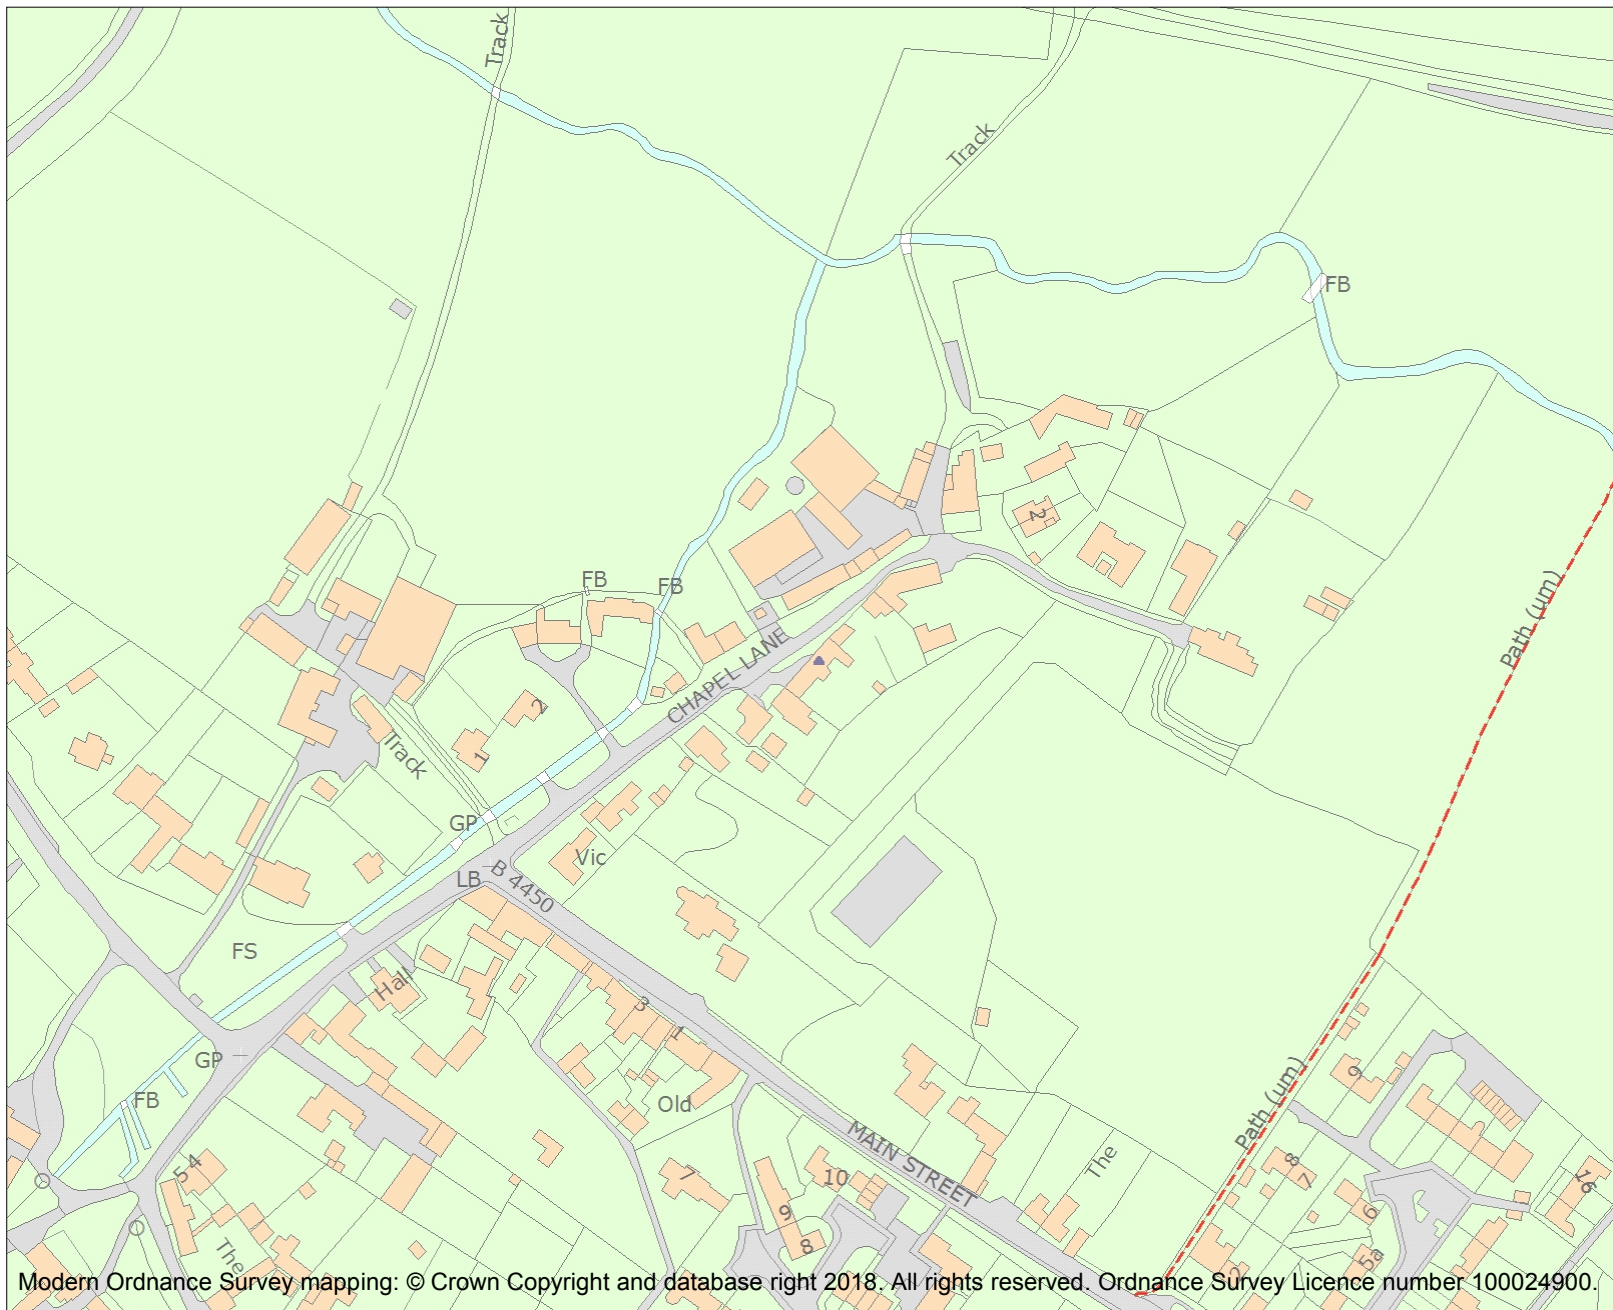 Track
Track
FB
FB
FB
Path (um)
CHAPEL LANE
2
2
1
Track
GP
Vic
LB
B 4450
FS
Hall
3
1
GP
FB
Old
Path (um)
9
MAIN STREET
The
5 4
7
10
8
7
16
9
8
6
The
2
5a
Modern Ordnance Survey mapping: © Crown Copyright and database right 2018. All rights reserved. Ordnance Survey Licence number 100024900.